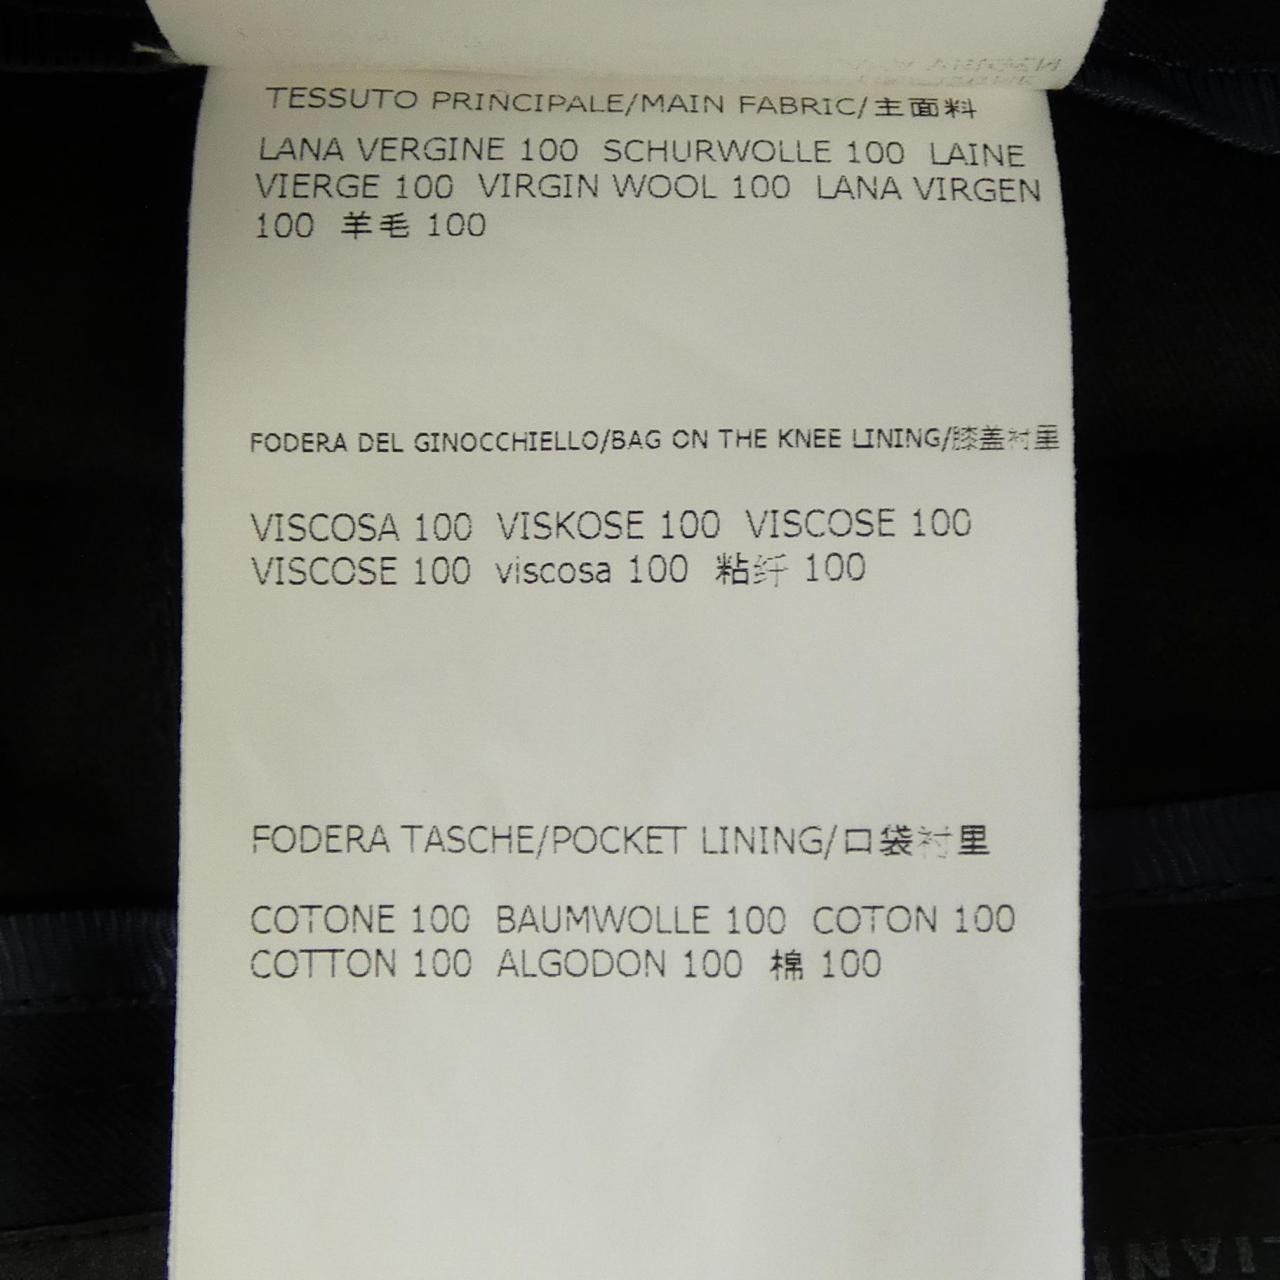 TESSUTO PRINCIPALE/MAIN FABRIC/主面料
LANA VERGINE 100 SCHURWOLLE 100 LAINE
VIERGE 100 VIRGIN WOOL 100 LANA VIRGEN
100 羊毛 100
FODERA DEL GINOCCHIELLO/BAG ON THE KNEE LINING/膝盖衬里
VISCOSA 100 VISKOSE 100 VISCOSE 100
VISCOSE 100 viscosa 100 粘纤 100
FODERA TASCHE/POCKET LINING/口袋衬里
COTONE 100 BAUMWOLLE 100 COTON 100
COTTON 100 ALGODON 100 棉 100